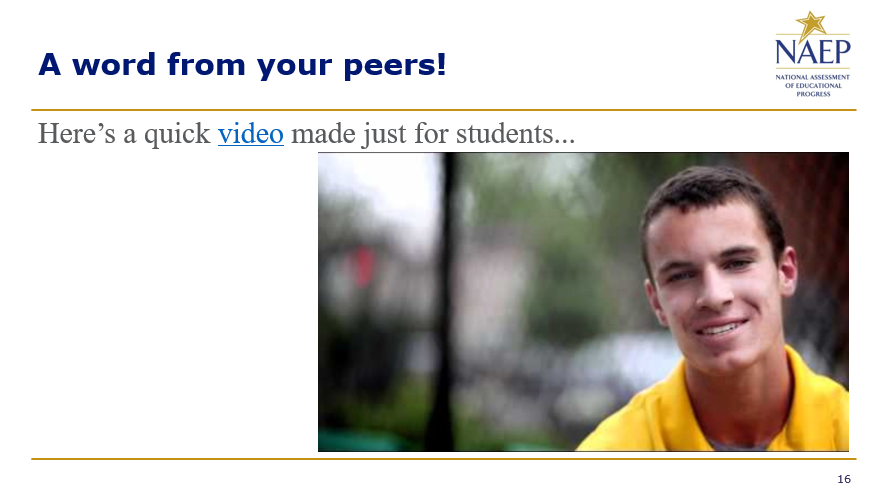 A word from your peers!
NAEP
NATIONAL ASSESSMENT
OF EDUCATIONAL
PROGRESS
Here’s a quick video made just for students...
16